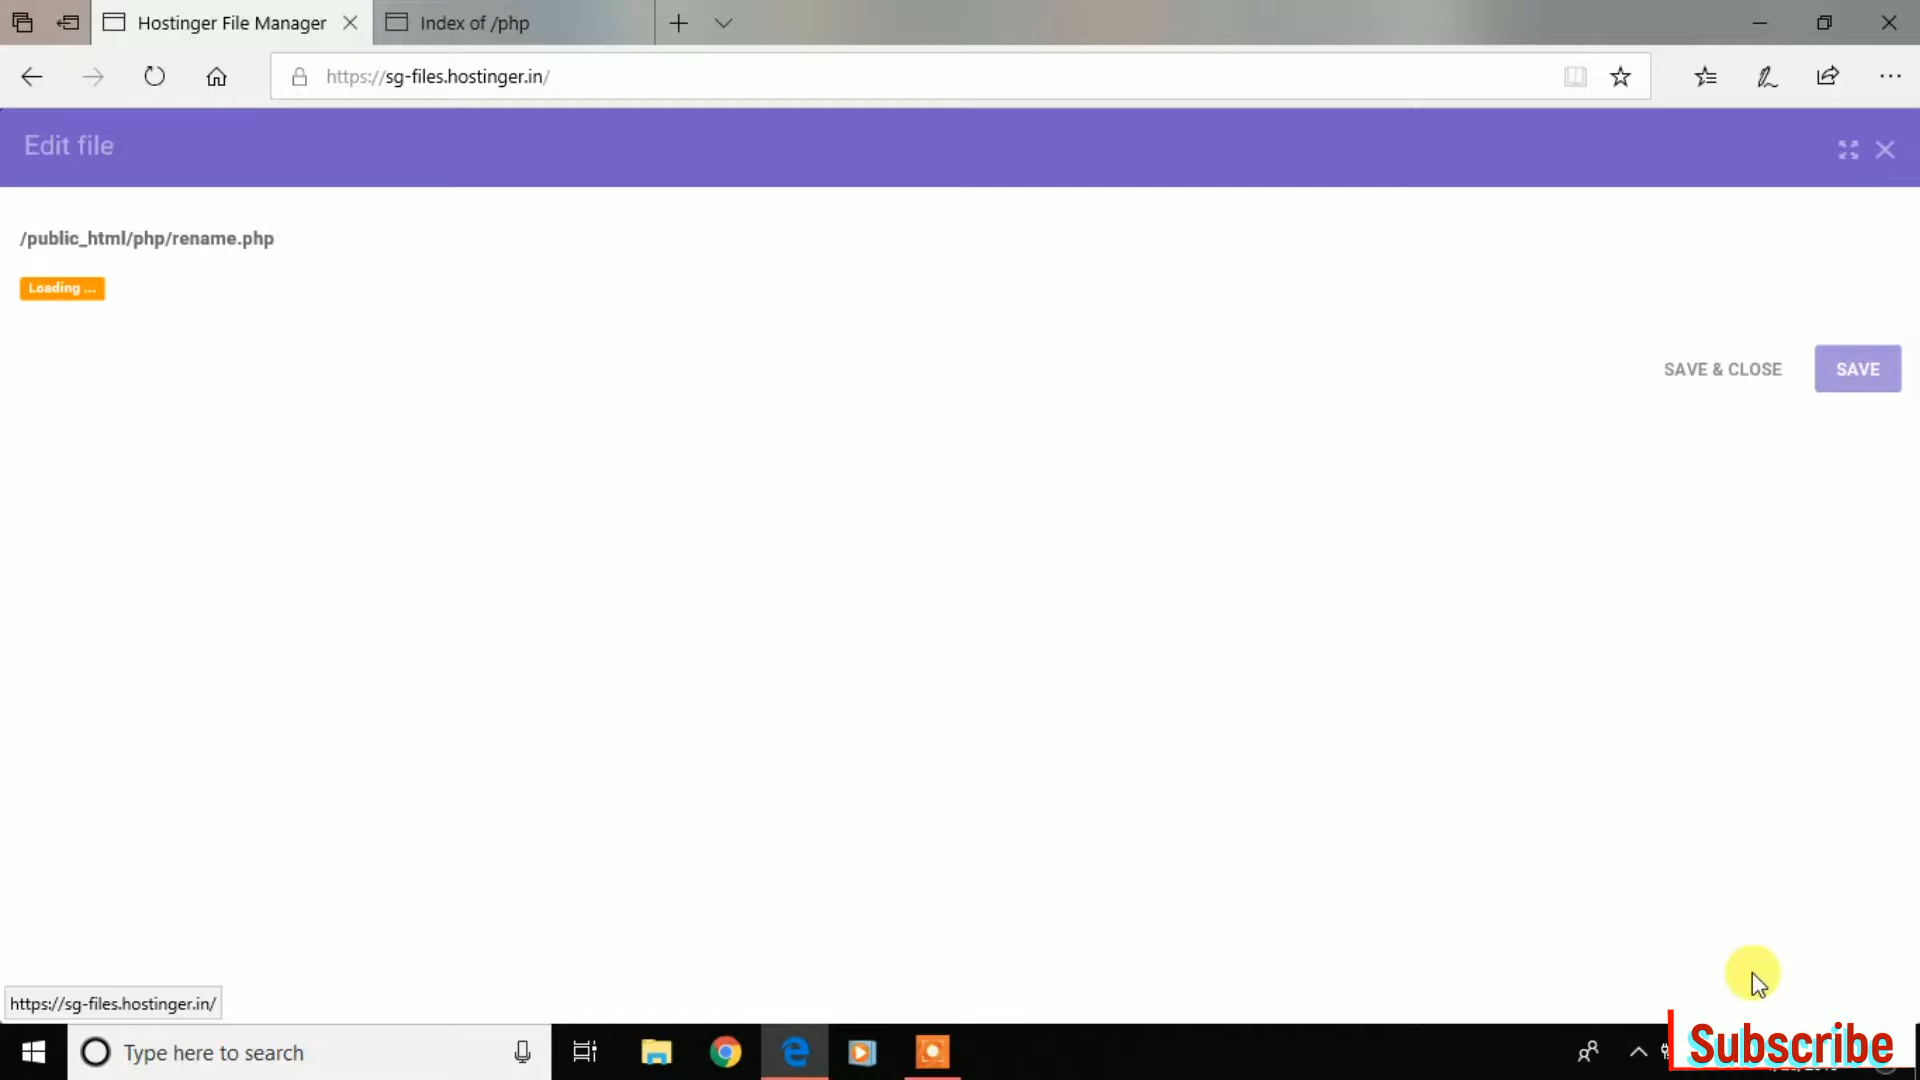 Hostinger File Manager
Index of /php
https://sg-files.hostinger.in/
Edit file
/public_html/php/rename.php
Loading ...
SAVE & CLOSE
SAVE
https://sg-files.hostinger.in/
Type here to search
Subscribe